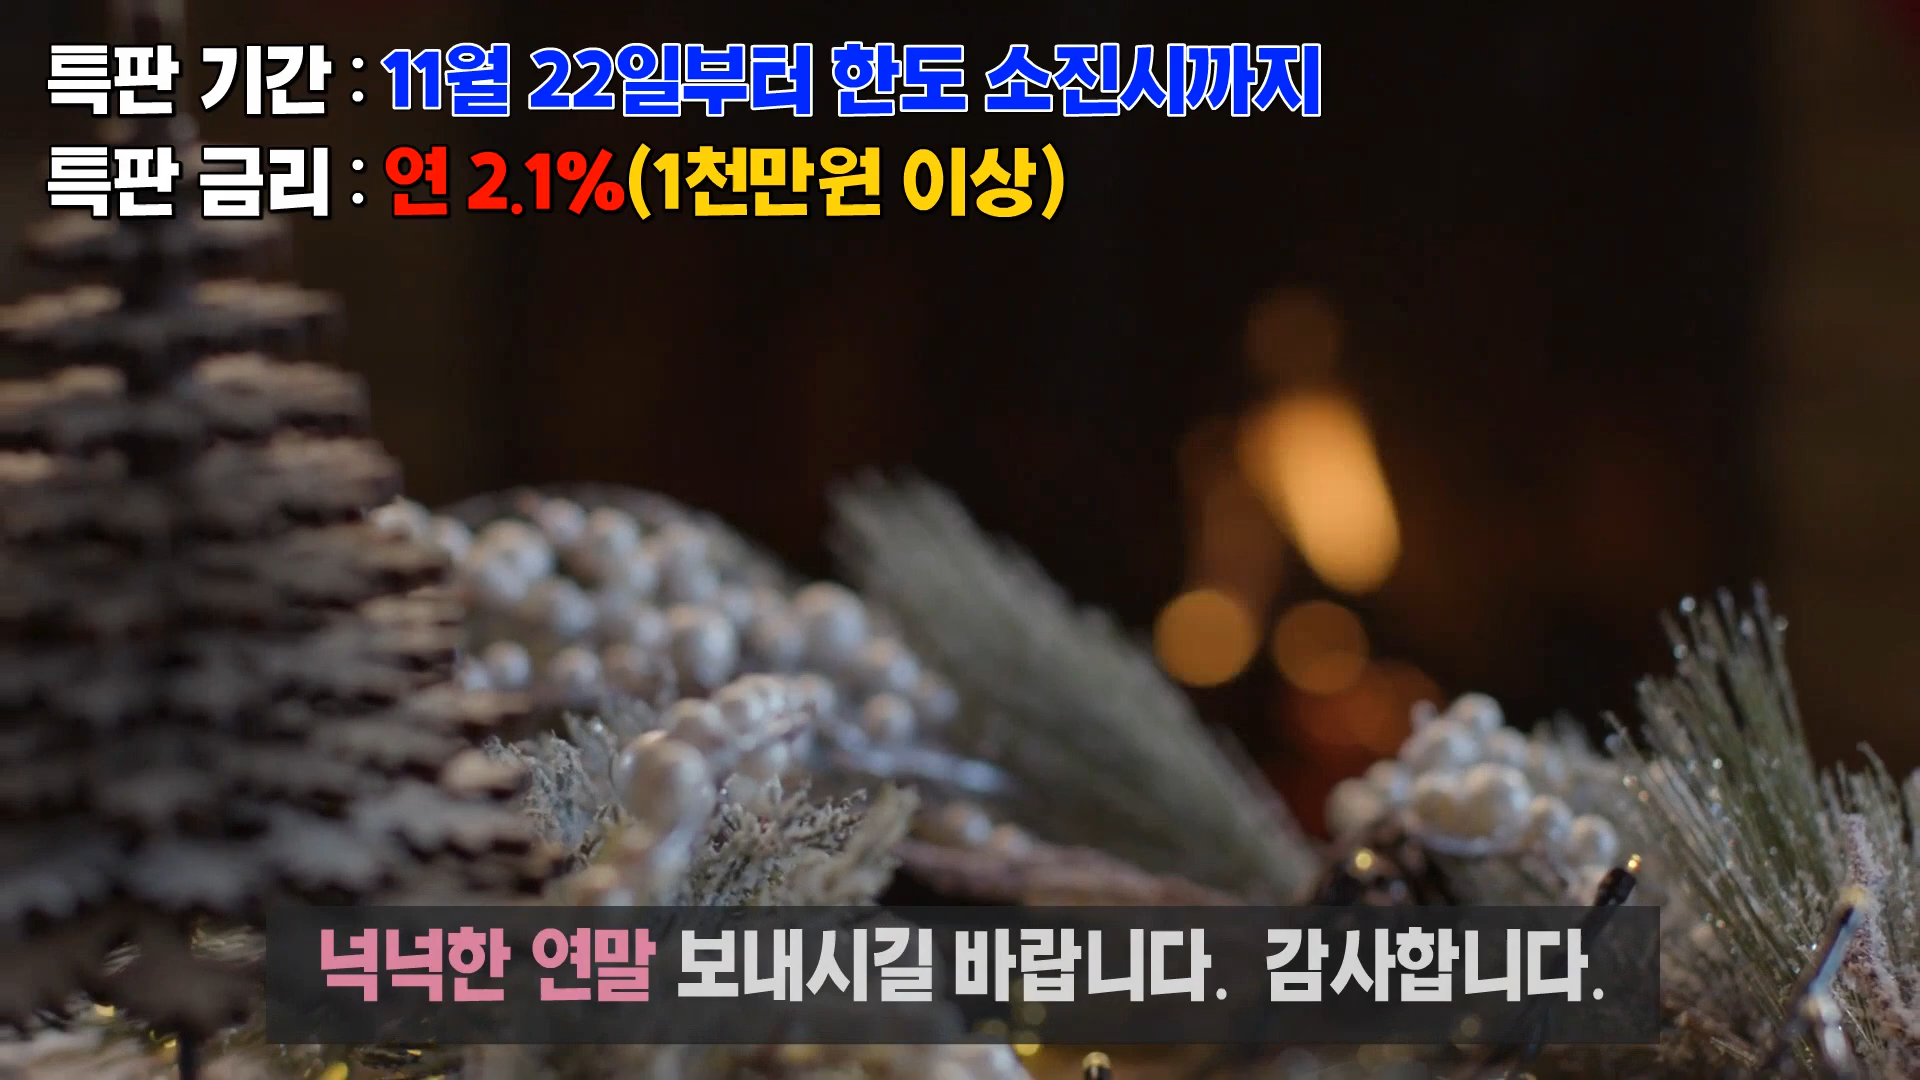 특판 기간 : 11월 22일부터 한도 소진시까지
특판 금리 : 연 2.1%(1천만원 이상)
넉넉한 연말 보내시길 바랍니다. 감사합니다.